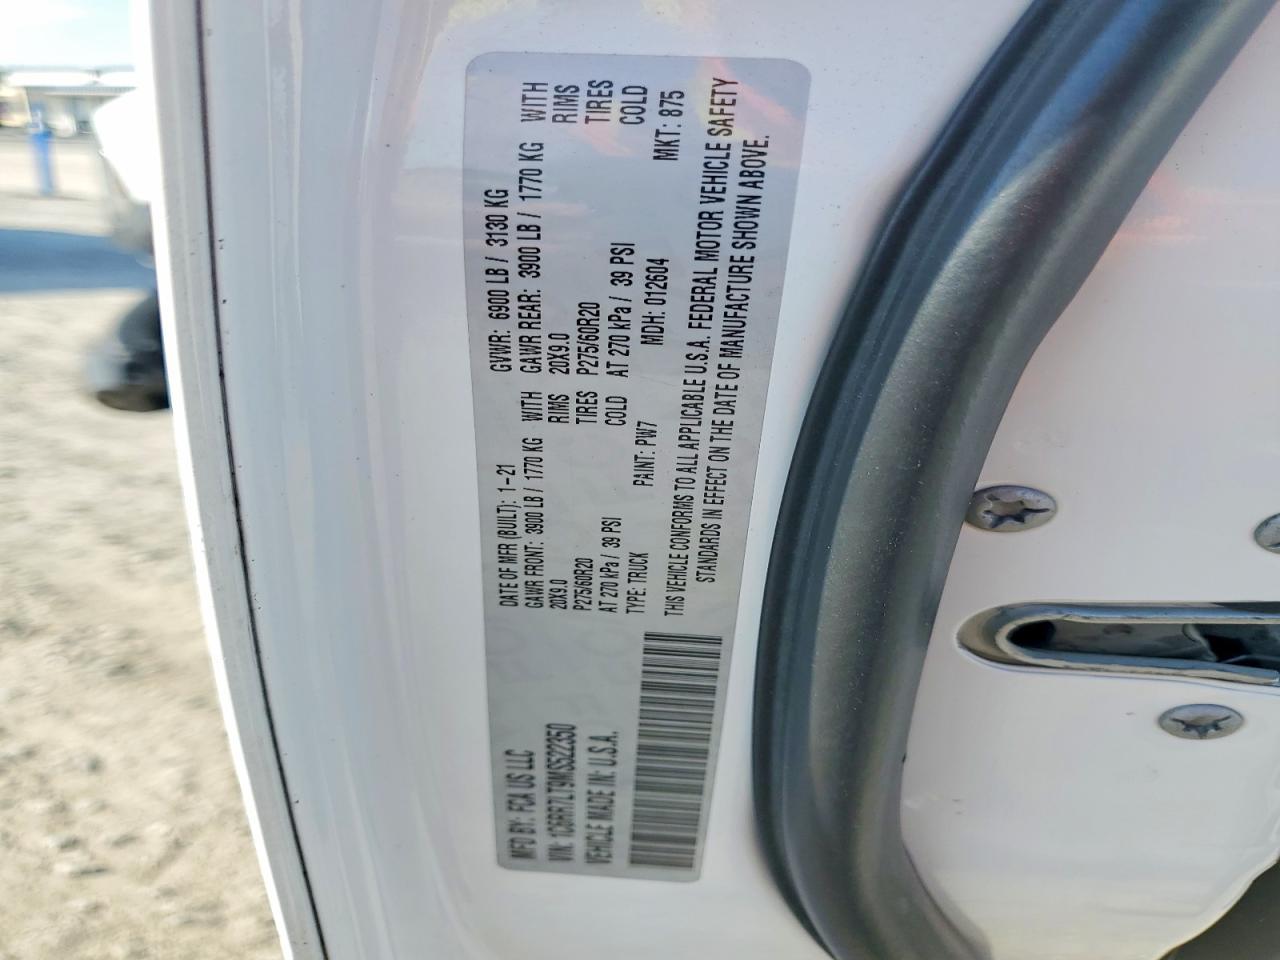 MFD BY: FCA US LLC
DATE OF MFR (BUILT): 1-21
GVWR: 6900 LB / 3130 KG
VIN: 1C6RR7LT9MS522350
GAWR FRONT: 3900 LB / 1770 KG WITH
GAWR REAR: 3900 LB / 1770 KG WITH
VEHICLE MADE IN: U.S.A.
20X9.0 RIMS
20X9.0 RIMS
P275/60R20 TIRES
P275/60R20 TIRES
AT 270 kPa / 39 PSI COLD
AT 270 kPa / 39 PSI COLD
TYPE: TRUCK PAINT: PW7 MDH: 012604 MKT: 875
THIS VEHICLE CONFORMS TO ALL APPLICABLE U.S.A. FEDERAL MOTOR VEHICLE SAFETY
STANDARDS IN EFFECT ON THE DATE OF MANUFACTURE SHOWN ABOVE.